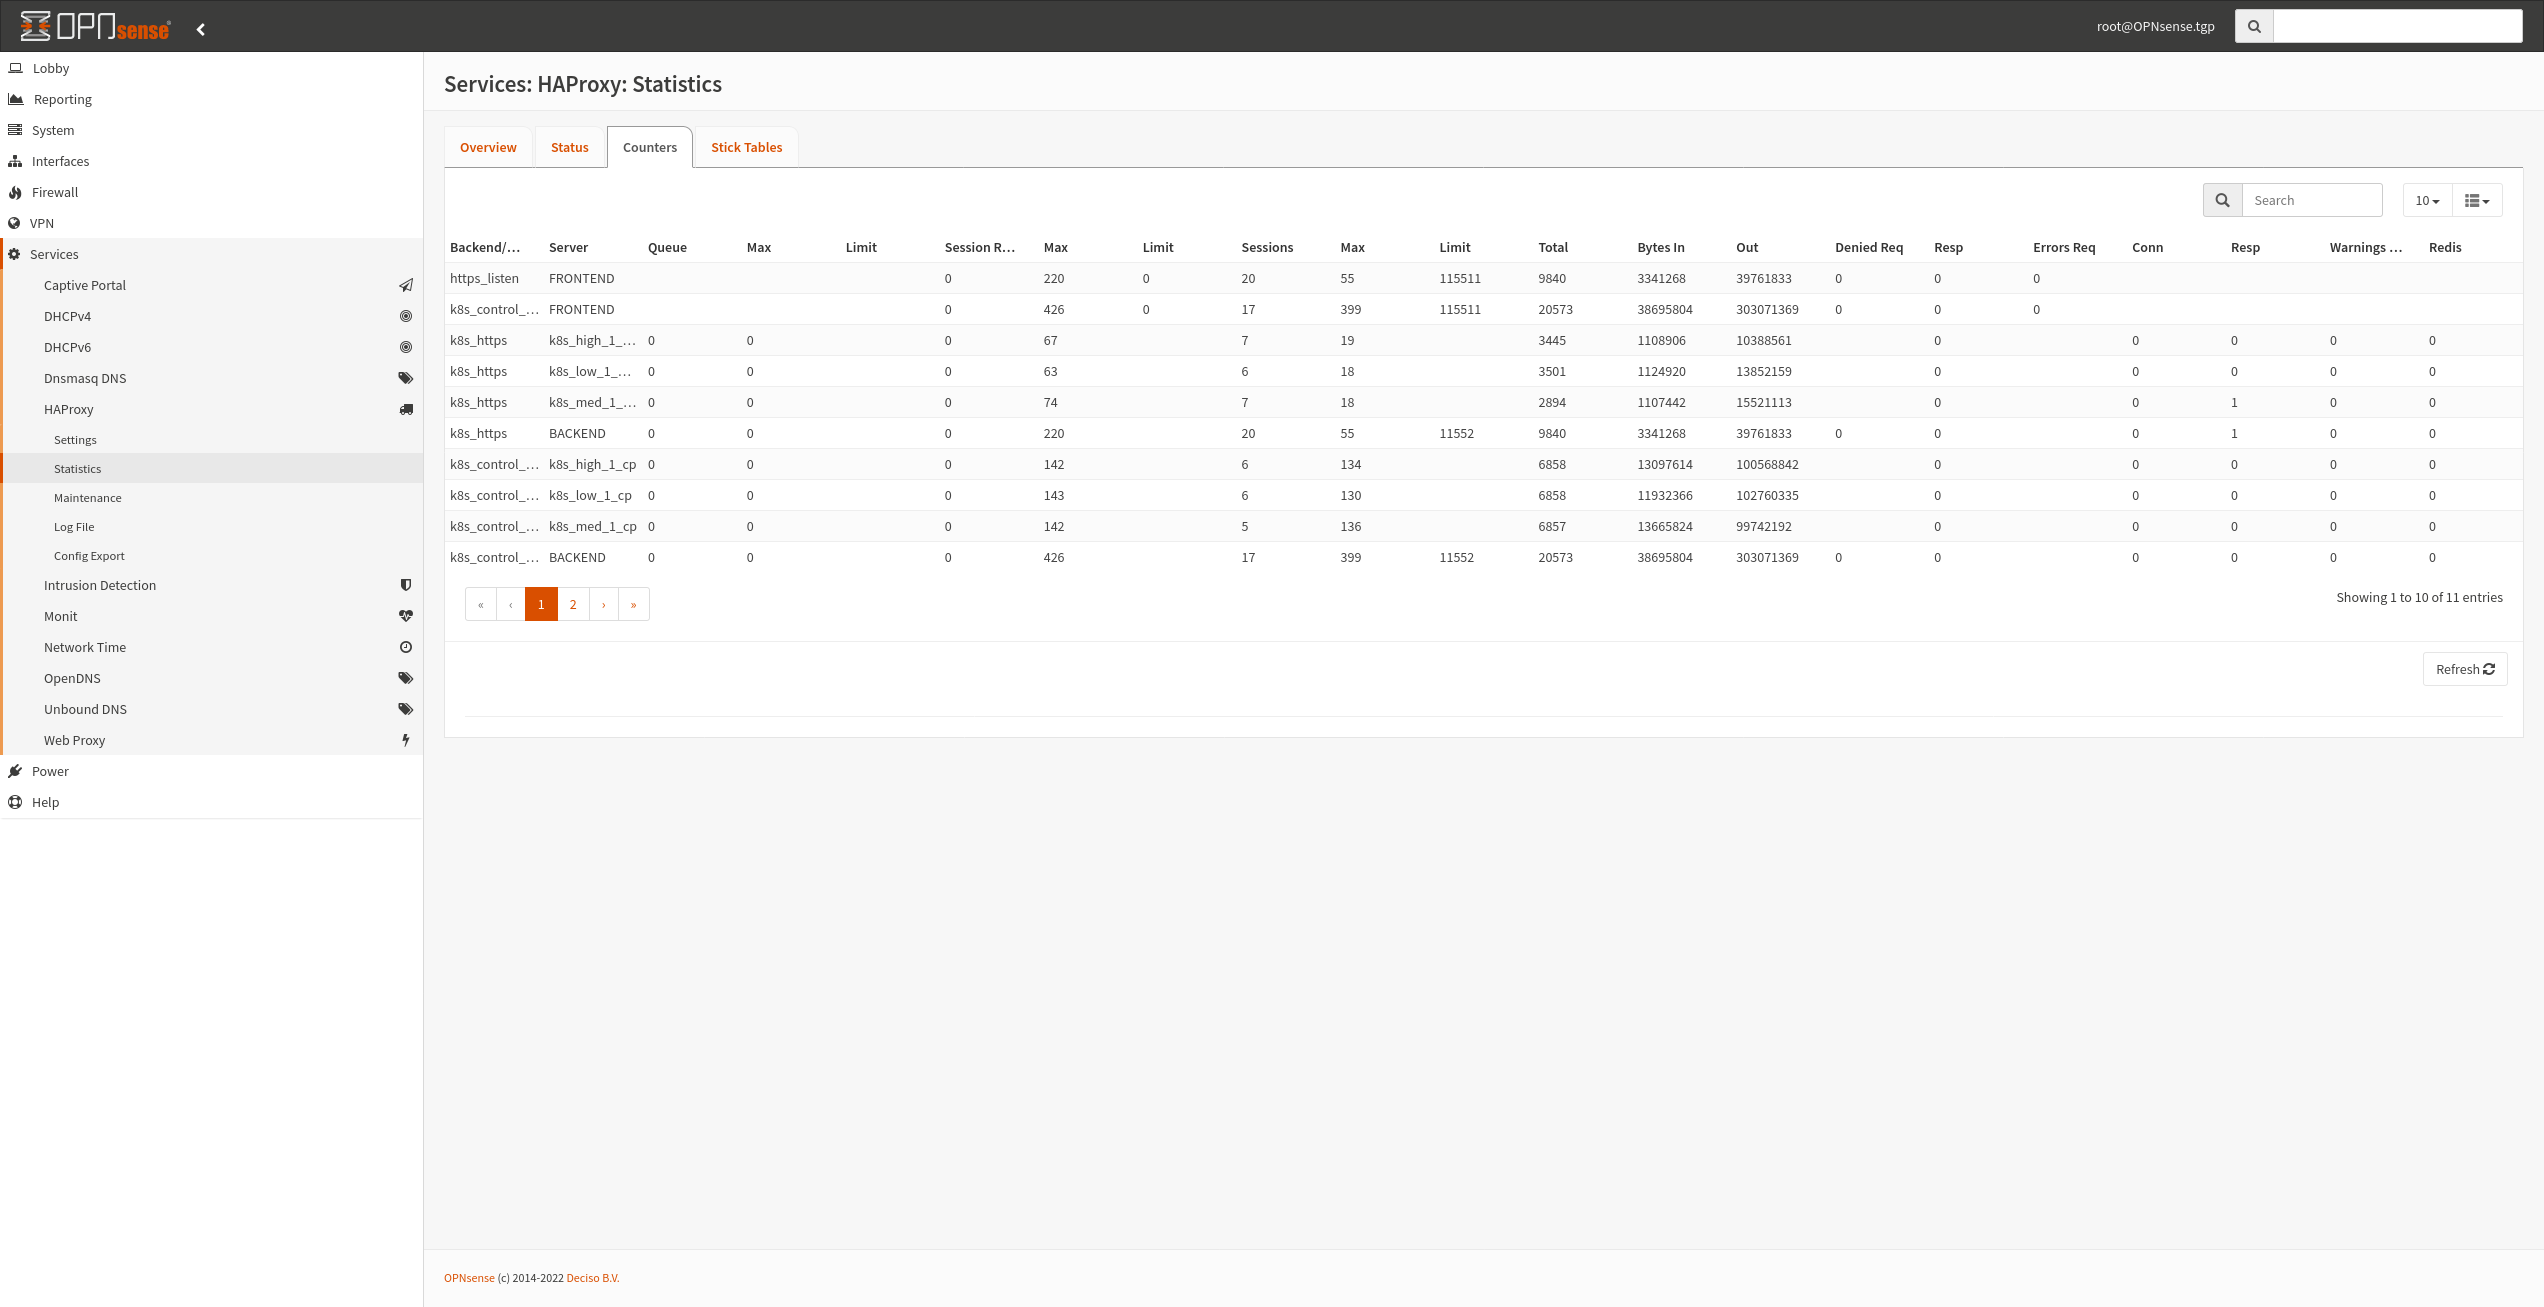 OPNsense
root@OPNsense.tgp
Lobby
Reporting
System
Interfaces
Firewall
VPN
Services
Captive Portal
DHCPv4
DHCPv6
Dnsmasq DNS
HAProxy
Settings
Statistics
Maintenance
Log File
Config Export
Intrusion Detection
Monit
Network Time
OpenDNS
Unbound DNS
Web Proxy
Power
Help
Services: HAProxy: Statistics
Overview Status Counters Stick Tables
Search 10
Backend/... Server Queue Max Limit Session R... Max Limit Sessions Max Limit Total Bytes In Out Denied Req Resp Errors Req Conn Resp Warnings ... Redis
https_listen FRONTEND 0 220 0 20 55 115511 9840 3341268 39761833 0 0 0
k8s_control_... FRONTEND 0 426 0 17 399 115511 20573 38695804 303071369 0 0 0
k8s_https k8s_high_1_... 0 0 0 67 7 19 3445 1108906 10388561 0 0 0 0 0
k8s_https k8s_low_1_... 0 0 0 63 6 18 3501 1124920 13852159 0 0 0 0 0
k8s_https k8s_med_1_... 0 0 0 74 7 18 2894 1107442 15521113 0 0 1 0 0
k8s_https BACKEND 0 0 0 220 20 55 11552 9840 3341268 39761833 0 0 0 1 0 0
k8s_control_... k8s_high_1_cp 0 0 0 142 6 134 6858 13097614 100568842 0 0 0 0 0
k8s_control_... k8s_low_1_cp 0 0 0 143 6 130 6858 11932366 102760335 0 0 0 0 0
k8s_control_... k8s_med_1_cp 0 0 0 142 5 136 6857 13665824 99742192 0 0 0 0 0
k8s_control_... BACKEND 0 0 0 426 17 399 11552 20573 38695804 303071369 0 0 0 0 0 0
« ‹ 1 2 › »
Showing 1 to 10 of 11 entries
Refresh
OPNsense (c) 2014-2022 Deciso B.V.